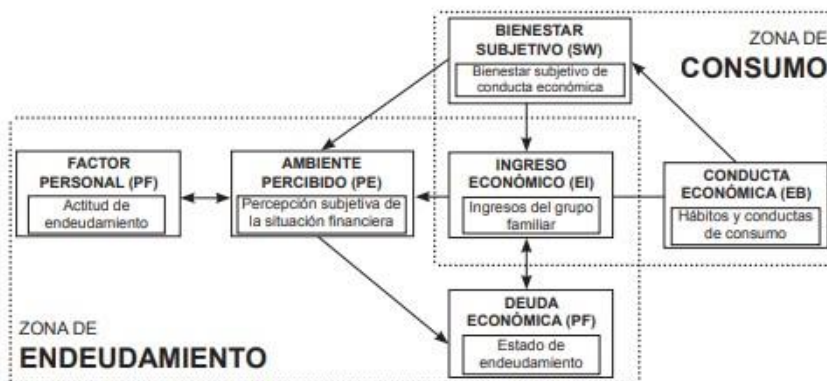 BIENESTAR
SUBJETIVO (SW)
Bienestar subjetivo de
conducta económica
ZONA DE
CONSUMO
FACTOR
PERSONAL (PF)
Actitud de
endeudamiento
AMBIENTE
PERCIBIDO (PE)
Percepción subjetiva de
la situación financiera
INGRESO
ECONÓMICO (EI)
Ingresos del grupo
familiar
CONDUCTA
ECONÓMICA (EB)
Hábitos y conductas
de consumo
DEUDA
ECONÓMICA (PF)
Estado de
endeudamiento
ZONA DE
ENDEUDAMIENTO